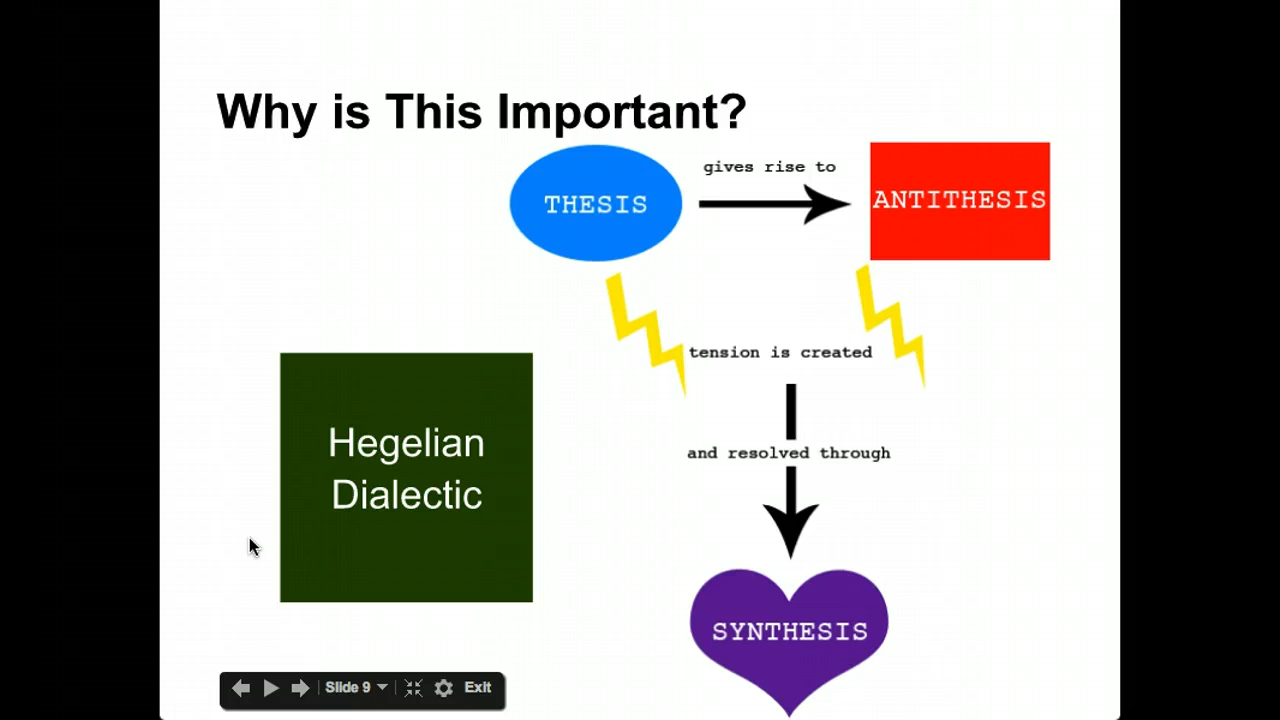 Why is This Important?
gives rise to
THESIS
ANTITHESIS
tension is created
Hegelian
Dialectic
and resolved through
SYNTHESIS
Slide 9
Exit